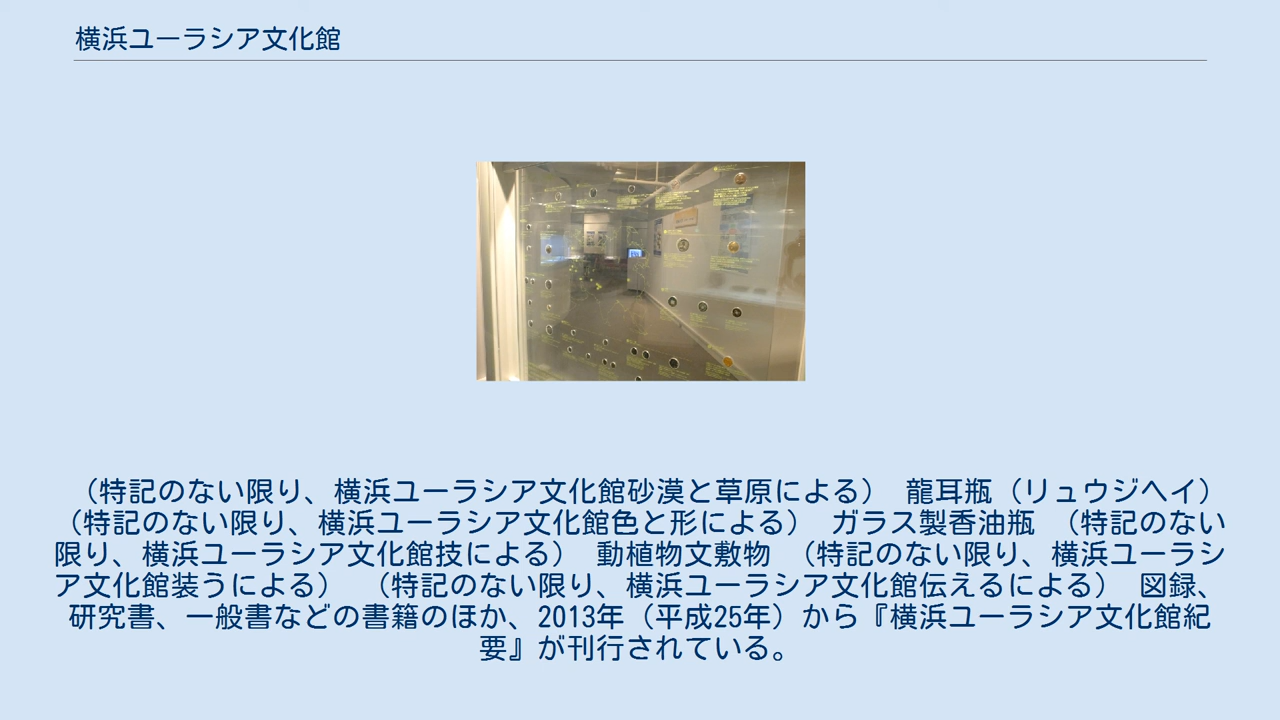 横浜ユーラシア文化館
（特記のない限り、横浜ユーラシア文化館砂漠と草原による） 龍耳瓶（リュウジヘイ）
（特記のない限り、横浜ユーラシア文化館色と形による） ガラス製香油瓶 （特記のない
限り、横浜ユーラシア文化館技による） 動植物文敷物 （特記のない限り、横浜ユーラシ
ア文化館装うによる） （特記のない限り、横浜ユーラシア文化館伝えるによる） 図録、
研究書、一般書などの書籍のほか、2013年（平成25年）から『横浜ユーラシア文化館紀
要』が刊行されている。